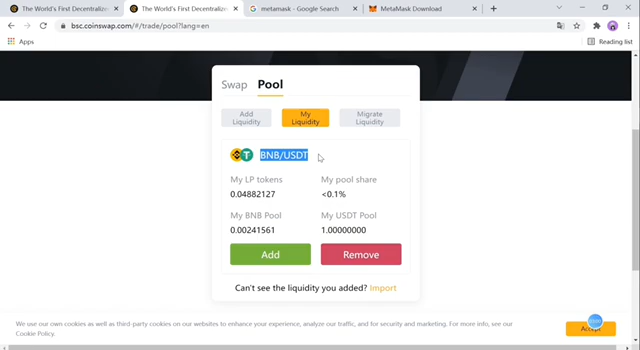 The World's First Decentralize
The World's First Decentralize
metamask - Google Search
MetaMask Download
bsc.coinswap.com/#/trade/pool?lang=en
Apps
Reading list
Swap
Pool
Add
Liquidity
My
Liquidity
Migrate
Liquidity
BNB/USDT
My LP tokens
My pool share
0.04882127
<0.1%
My BNB Pool
My USDT Pool
0.00241561
1.00000000
Add
Remove
Can't see the liquidity you added? Import
We use our own cookies as well as third-party cookies on our websites to enhance your experience, analyze our traffic, and for security and marketing. For more info, see our
Cookie Policy.
Accept